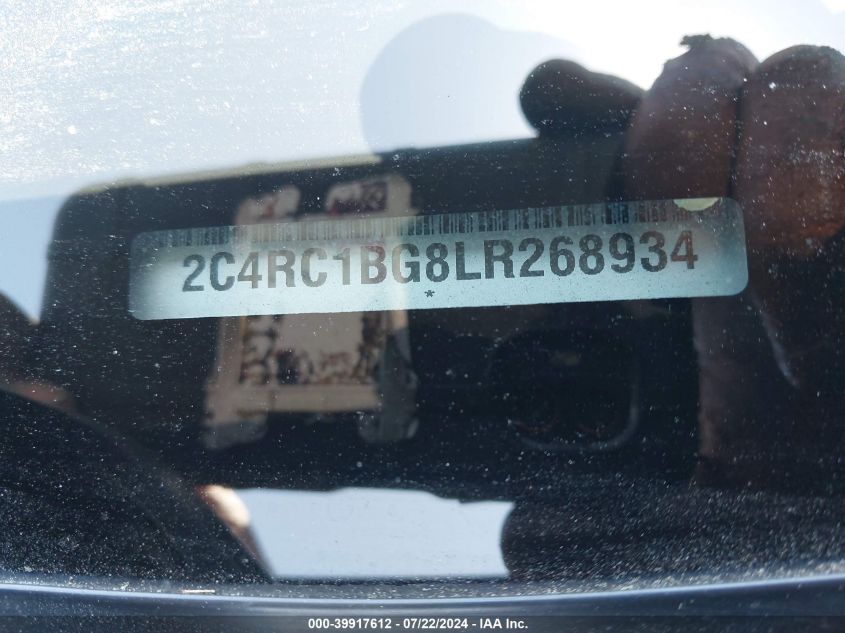 2C4RC1BG8LR268934
*
000-39917612 - 07/22/2024 - IAA Inc.